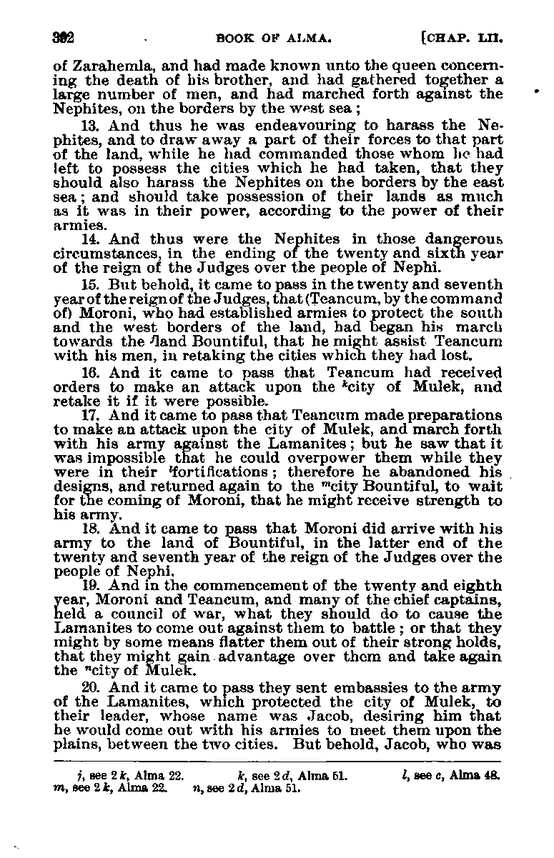 392 BOOK OF ALMA. [CHAP. LII.
of Zarahemla, and had made known unto the queen concern-
ing the death of his brother, and had gathered together a
large number of men, and had marched forth against the
Nephites, on the borders by the west sea;
13. And thus he was endeavouring to harass the Ne-
phites, and to draw away a part of their forces to that part
of the land, while he had commanded those whom he had
left to possess the cities which he had taken, that they
should also harass the Nephites on the borders by the east
sea; and should take possession of their lands as much
as it was in their power, according to the power of their
armies.
14. And thus were the Nephites in those dangerous
circumstances, in the ending of the twenty and sixth year
of the reign of the Judges over the people of Nephi.
15. But behold, it came to pass in the twenty and seventh
year of the reign of the Judges, that (Teancum, by the command
of) Moroni, who had established armies to protect the south
and the west borders of the land, had began his march
towards the jland Bountiful, that he might assist Teancum
with his men, in retaking the cities which they had lost.
16. And it came to pass that Teancum had received
orders to make an attack upon the kcity of Mulek, and
retake it if it were possible.
17. And it came to pass that Teancum made preparations
to make an attack upon the city of Mulek, and march forth
with his army against the Lamanites; but he saw that it
was impossible that he could overpower them while they
were in their lfortifications; therefore he abandoned his
designs, and returned again to the mcity Bountiful, to wait
for the coming of Moroni, that he might receive strength to
his army.
18. And it came to pass that Moroni did arrive with his
army to the land of Bountiful, in the latter end of the
twenty and seventh year of the reign of the Judges over the
people of Nephi.
19. And in the commencement of the twenty and eighth
year, Moroni and Teancum, and many of the chief captains,
held a council of war, what they should do to cause the
Lamanites to come out against them to battle; or that they
might by some means flatter them out of their strong holds,
that they might gain advantage over them and take again
the ncity of Mulek.
20. And it came to pass they sent embassies to the army
of the Lamanites, which protected the city of Mulek, to
their leader, whose name was Jacob, desiring him that
he would come out with his armies to meet them upon the
plains, between the two cities. But behold, Jacob, who was
j, see 2 k, Alma 22. k, see 2 d, Alma 51. l, see c, Alma 48.
m, see 2 k, Alma 22. n, see 2 d, Alma 51.